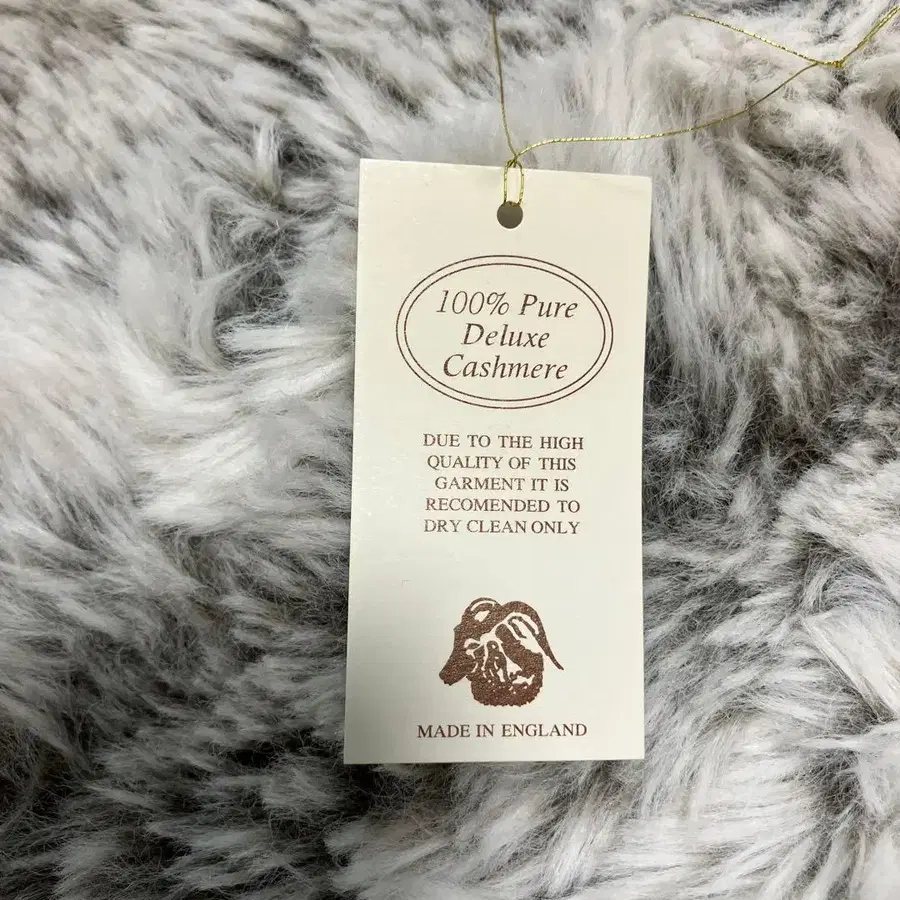 100% Pure
Deluxe
Cashmere
DUE TO THE HIGH
QUALITY OF THIS
GARMENT IT IS
RECOMENDED TO
DRY CLEAN ONLY
MADE IN ENGLAND